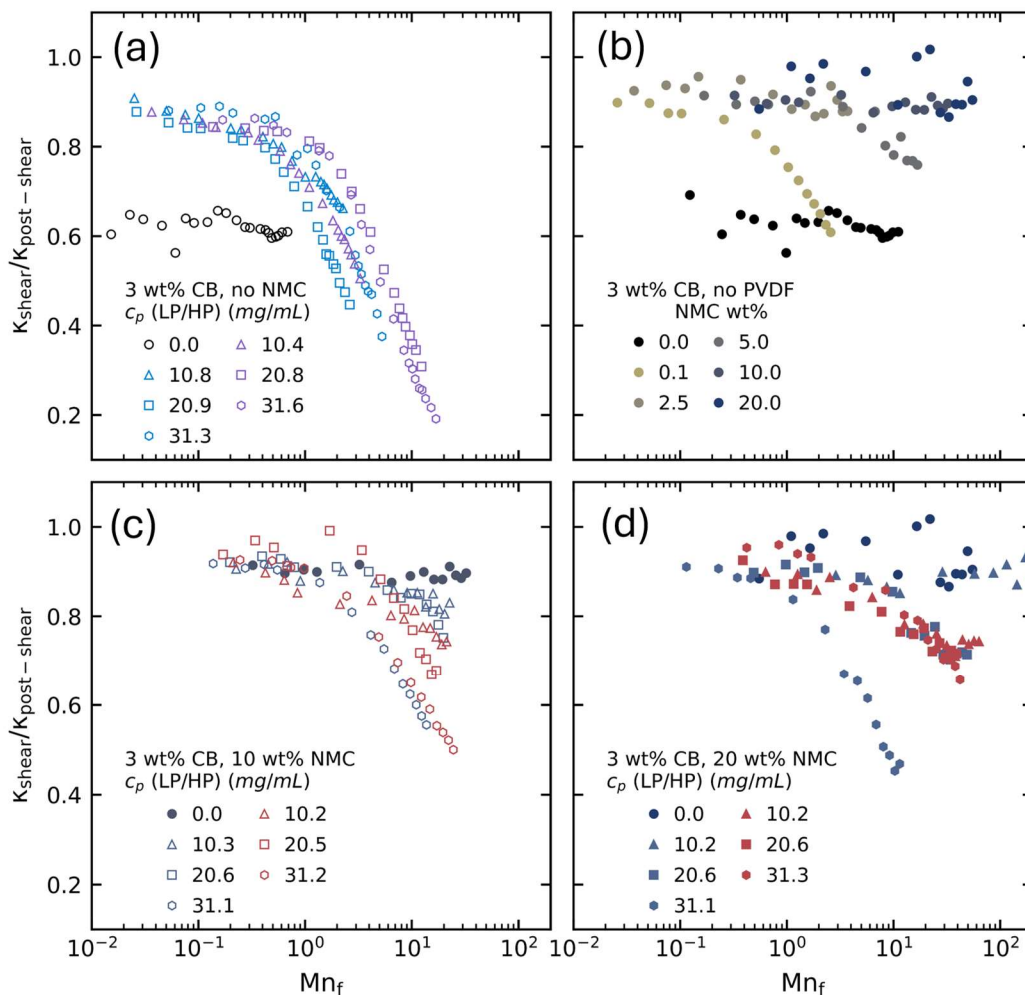 (a)
1.0
0.8
0.6
0.4
0.2
κshear/κpost−shear
3 wt% CB, no NMC
cp (LP/HP) (mg/mL)
0.0 10.4
10.8 20.8
20.9 31.6
31.3
(b)
3 wt% CB, no PVDF
NMC wt%
0.0 5.0
0.1 10.0
2.5 20.0
(c)
1.0
0.8
0.6
0.4
0.2
κshear/κpost−shear
3 wt% CB, 10 wt% NMC
cp (LP/HP) (mg/mL)
0.0 10.2
10.3 20.5
20.6 31.2
31.1
10−2 10−1 100 101 102
Mnf
(d)
3 wt% CB, 20 wt% NMC
cp (LP/HP) (mg/mL)
0.0 10.2
10.2 20.6
20.6 31.3
31.1
10−2 10−1 100 101 102
Mnf